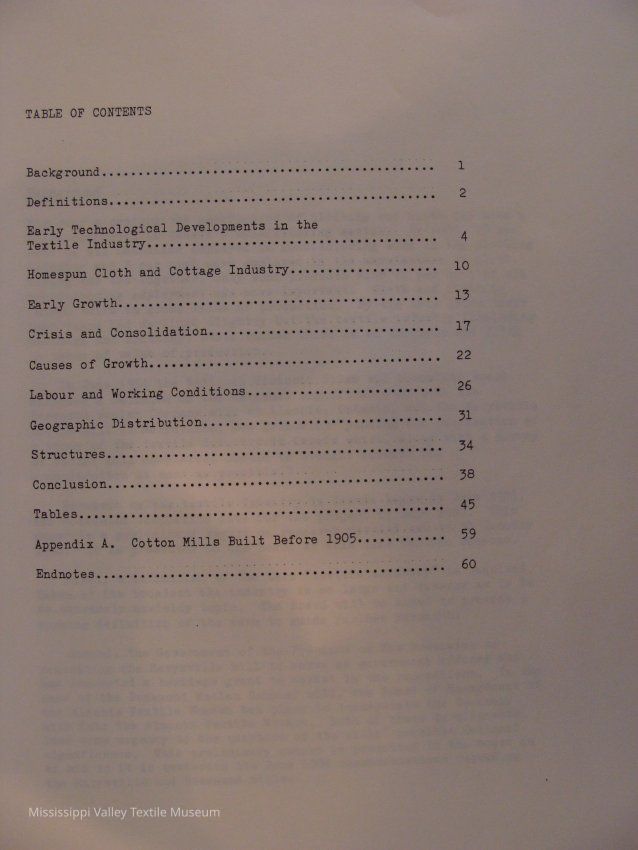 TABLE OF CONTENTS
Background............................................. 1
Definitions............................................ 2
Early Technological Developments in the
Textile Industry....................................... 4
Homespun Cloth and Cottage Industry.................... 10
Early Growth........................................... 13
Crisis and Consolidation............................... 17
Causes of Growth....................................... 22
Labour and Working Conditions.......................... 26
Geographic Distribution................................ 31
Structures............................................. 34
Conclusion............................................. 38
Tables................................................. 45
Appendix A. Cotton Mills Built Before 1905............ 59
Endnotes............................................... 60
Mississippi Valley Textile Museum